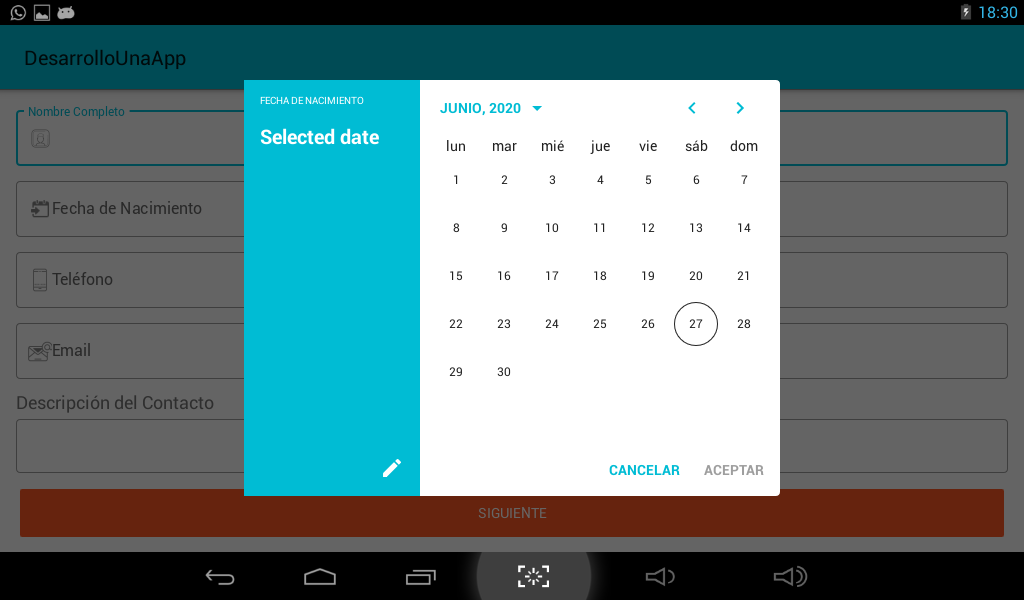 18:30
DesarrolloUnaApp
Nombre Completo
Fecha de Nacimiento
Teléfono
Email
Descripción del Contacto
SIGUIENTE
FECHA DE NACIMIENTO
Selected date
JUNIO, 2020
lun mar mié jue vie sáb dom
1 2 3 4 5 6 7
8 9 10 11 12 13 14
15 16 17 18 19 20 21
22 23 24 25 26 27 28
29 30
CANCELAR ACEPTAR